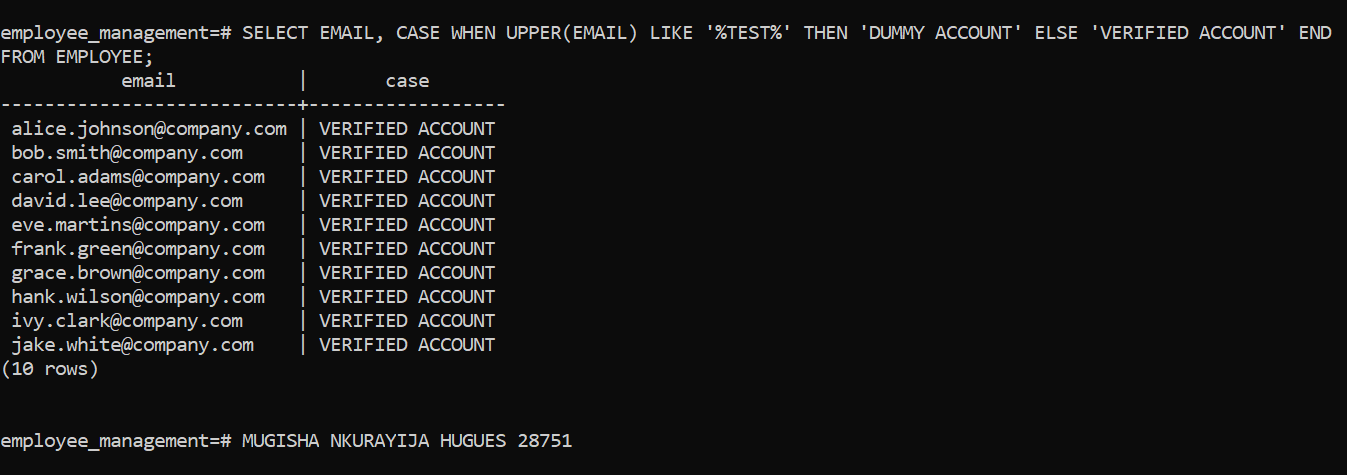 employee_management=# SELECT EMAIL, CASE WHEN UPPER(EMAIL) LIKE '%TEST%' THEN 'DUMMY ACCOUNT' ELSE 'VERIFIED ACCOUNT' END
FROM EMPLOYEE;
           email            |       case
---------------------------+------------------
 alice.johnson@company.com | VERIFIED ACCOUNT
 bob.smith@company.com     | VERIFIED ACCOUNT
 carol.adams@company.com   | VERIFIED ACCOUNT
 david.lee@company.com     | VERIFIED ACCOUNT
 eve.martins@company.com   | VERIFIED ACCOUNT
 frank.green@company.com   | VERIFIED ACCOUNT
 grace.brown@company.com   | VERIFIED ACCOUNT
 hank.wilson@company.com   | VERIFIED ACCOUNT
 ivy.clark@company.com     | VERIFIED ACCOUNT
 jake.white@company.com    | VERIFIED ACCOUNT
(10 rows)
employee_management=# MUGISHA NKURAYIJA HUGUES 28751